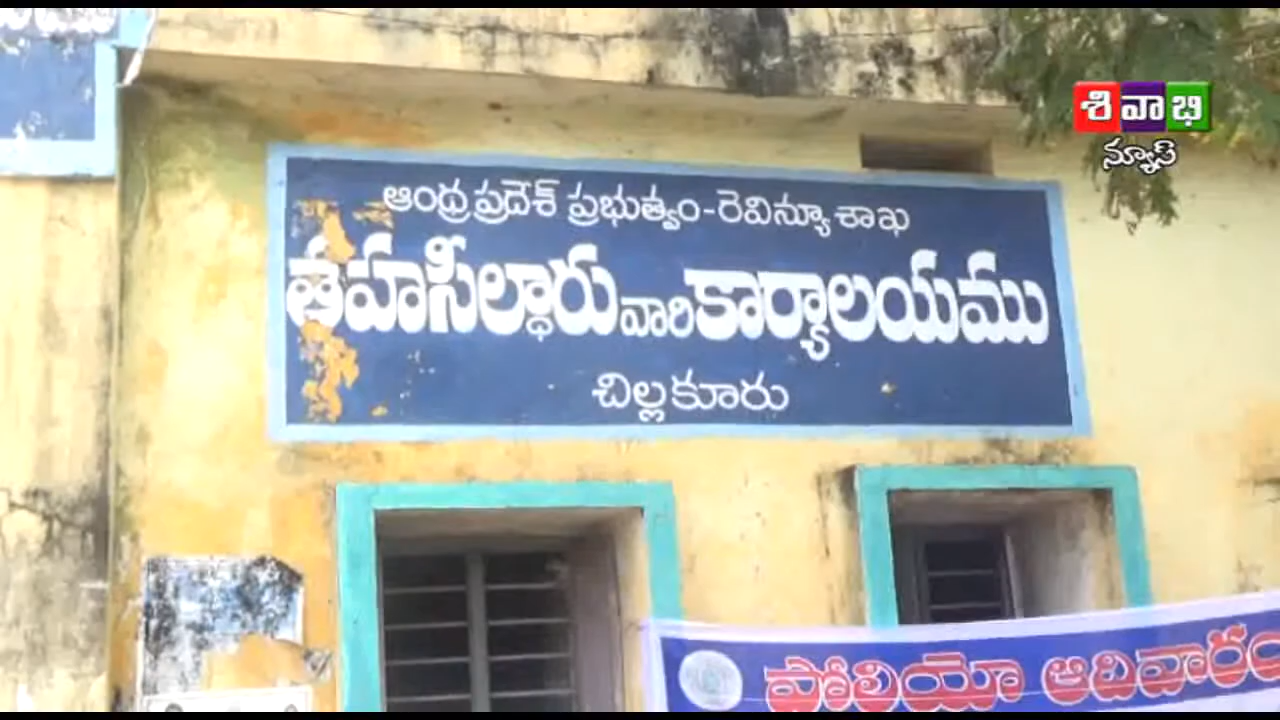 శివాభి
న్యూస్
ఆంధ్ర ప్రదేశ్ ప్రభుత్వం-రెవిన్యూ శాఖ
తహసీల్ధారు వారి కార్యాలయము
చిల్లకూరు
పోలియో ఆదివారం